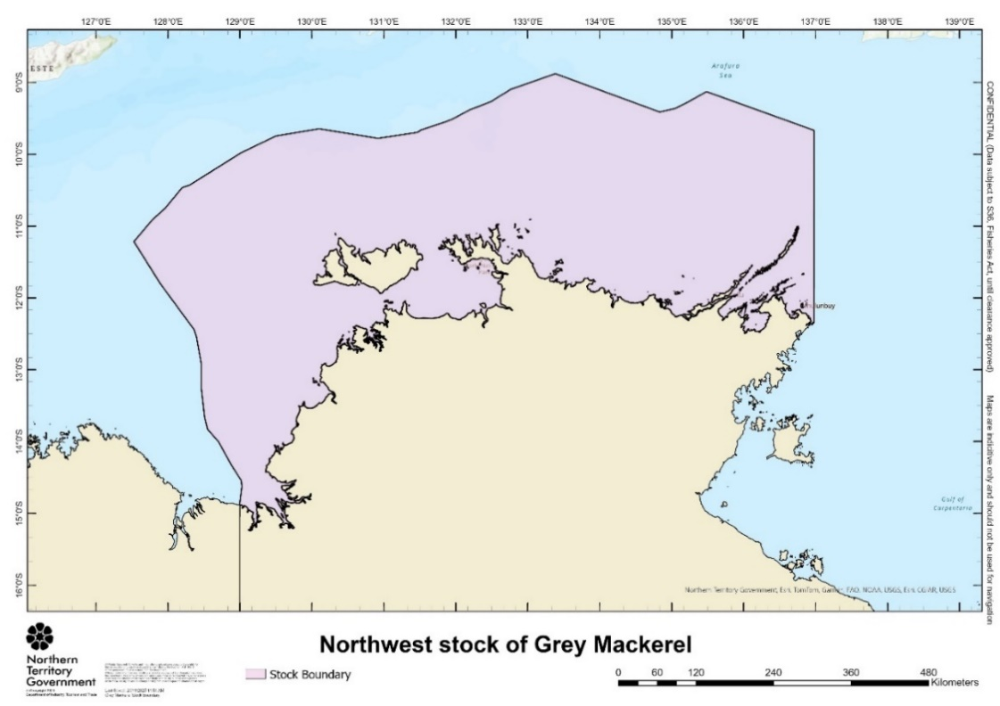 127°0'E 128°0'E 129°0'E 130°0'E 131°0'E 132°0'E 133°0'E 134°0'E 135°0'E 136°0'E 137°0'E 138°0'E 139°0'E
ESTE
Arafura
Sea
9°0'S
10°0'S
11°0'S
12°0'S
13°0'S
14°0'S
15°0'S
16°0'S
lunbuy
Gulf of
Carpentaria
CONFIDENTIAL (Data subject to S36, Fisheries Act, until clearance approved) Maps are indicitive only and should not be used for navigation
Northern Territory Government, Esri, TomTom, Garmin, FAO, NOAA, USGS, Esri, CGIAR, USGS
Northwest stock of Grey Mackerel
Northern
Territory
Government
Stock Boundary
0 60 120 240 360 480
Kilometers